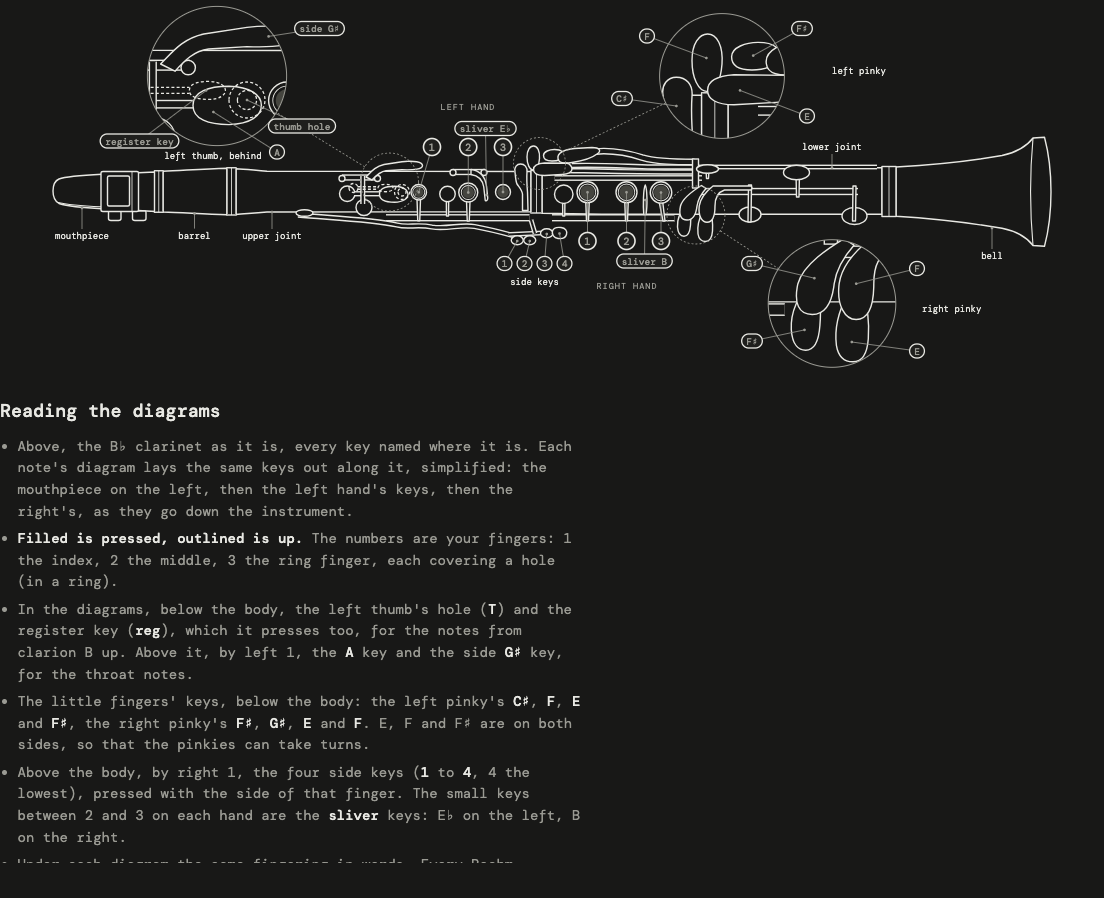 side G♯
F
F♯
left pinky
C♯
E
LEFT HAND
register key
thumb hole
sliver E♭
A
left thumb, behind
1
2
3
lower joint
mouthpiece
barrel
upper joint
1
2
3
bell
1
2
3
4
sliver B
G♯
F
side keys
RIGHT HAND
right pinky
F♯
E
Reading the diagrams
• Above, the B♭ clarinet as it is, every key named where it is. Each
note's diagram lays the same keys out along it, simplified: the
mouthpiece on the left, then the left hand's keys, then the
right's, as they go down the instrument.
• Filled is pressed, outlined is up. The numbers are your fingers: 1
the index, 2 the middle, 3 the ring finger, each covering a hole
(in a ring).
• In the diagrams, below the body, the left thumb's hole (T) and the
register key (reg), which it presses too, for the notes from
clarion B up. Above it, by left 1, the A key and the side G♯ key,
for the throat notes.
• The little fingers' keys, below the body: the left pinky's C♯, F, E
and F♯, the right pinky's F♯, G♯, E and F. E, F and F♯ are on both
sides, so that the pinkies can take turns.
• Above the body, by right 1, the four side keys (1 to 4, 4 the
lowest), pressed with the side of that finger. The small keys
between 2 and 3 on each hand are the sliver keys: E♭ on the left, B
on the right.
• Under each diagram the same fingering in words. Every Boehm